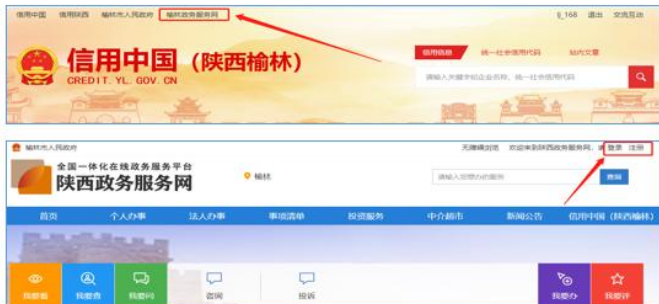 信用中国 信用陕西 榆林市人民政府 榆林政务服务网 退出 交流互动
信用中国（陕西榆林）
CREDIT. YL. GOV. CN
信用信息 统一社会信用代码 站内文章
请输入关键字如企业名称、统一社会信用代码
榆林市人民政府 无障碍浏览 欢迎来到陕西政务服务网，请 登录 注册
全国一体化在线政务服务平台
陕西政务服务网
榆林
请输入您想办的服务 查询
首页 个人办事 法人办事 事项清单 投资服务 中介超市 新闻公告 信用中国（陕西榆林）
我要看 我要查 我要问 咨询 投诉 我要办 我要评